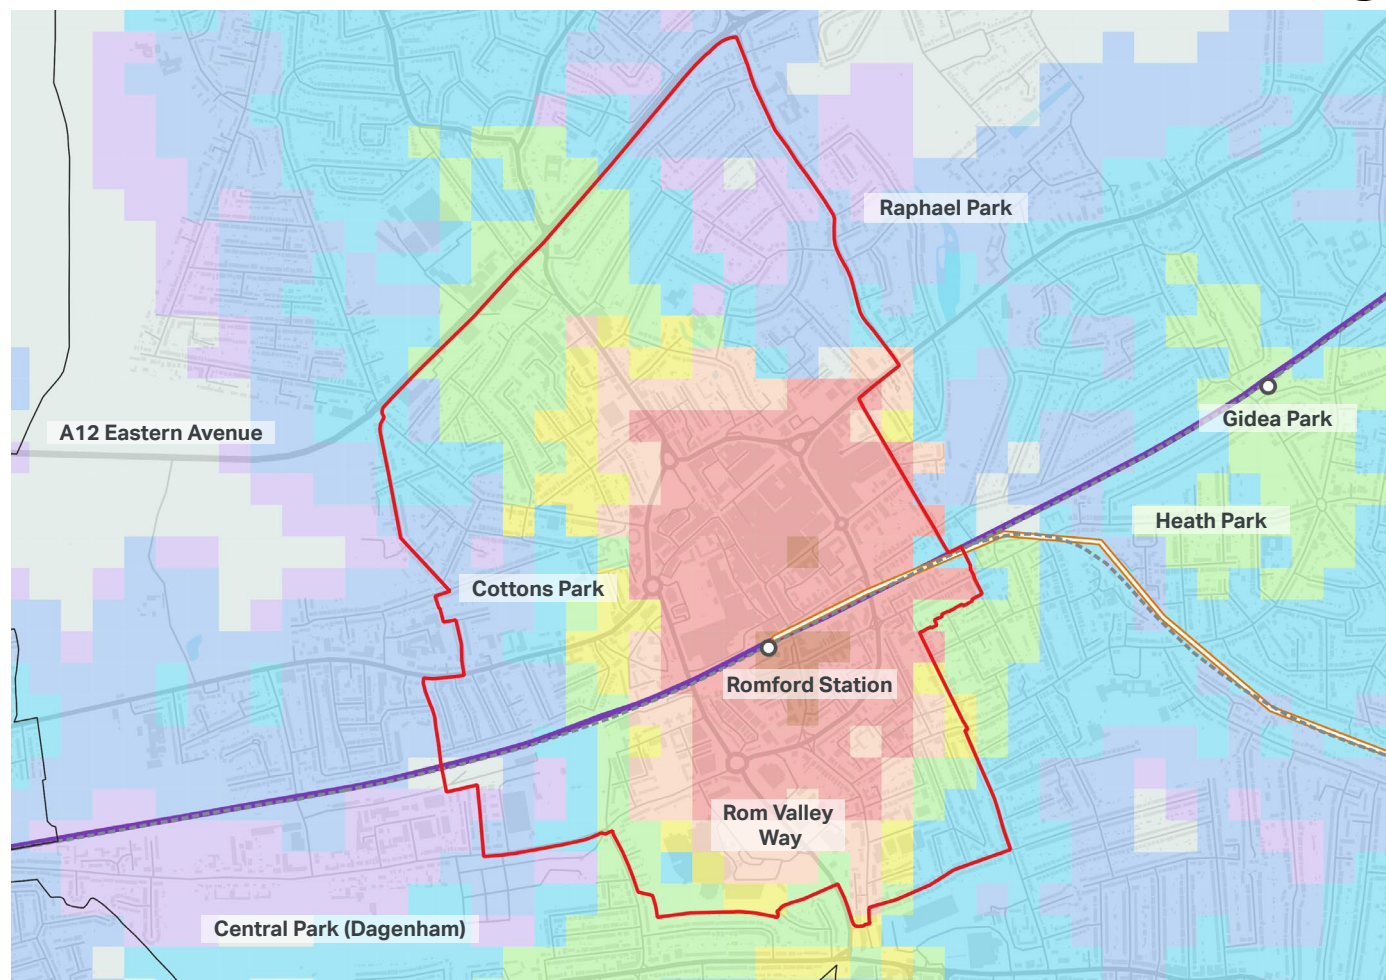 Raphael Park
Gidea Park
A12 Eastern Avenue
Heath Park
Cottons Park
Romford Station
Rom Valley
Way
Central Park (Dagenham)